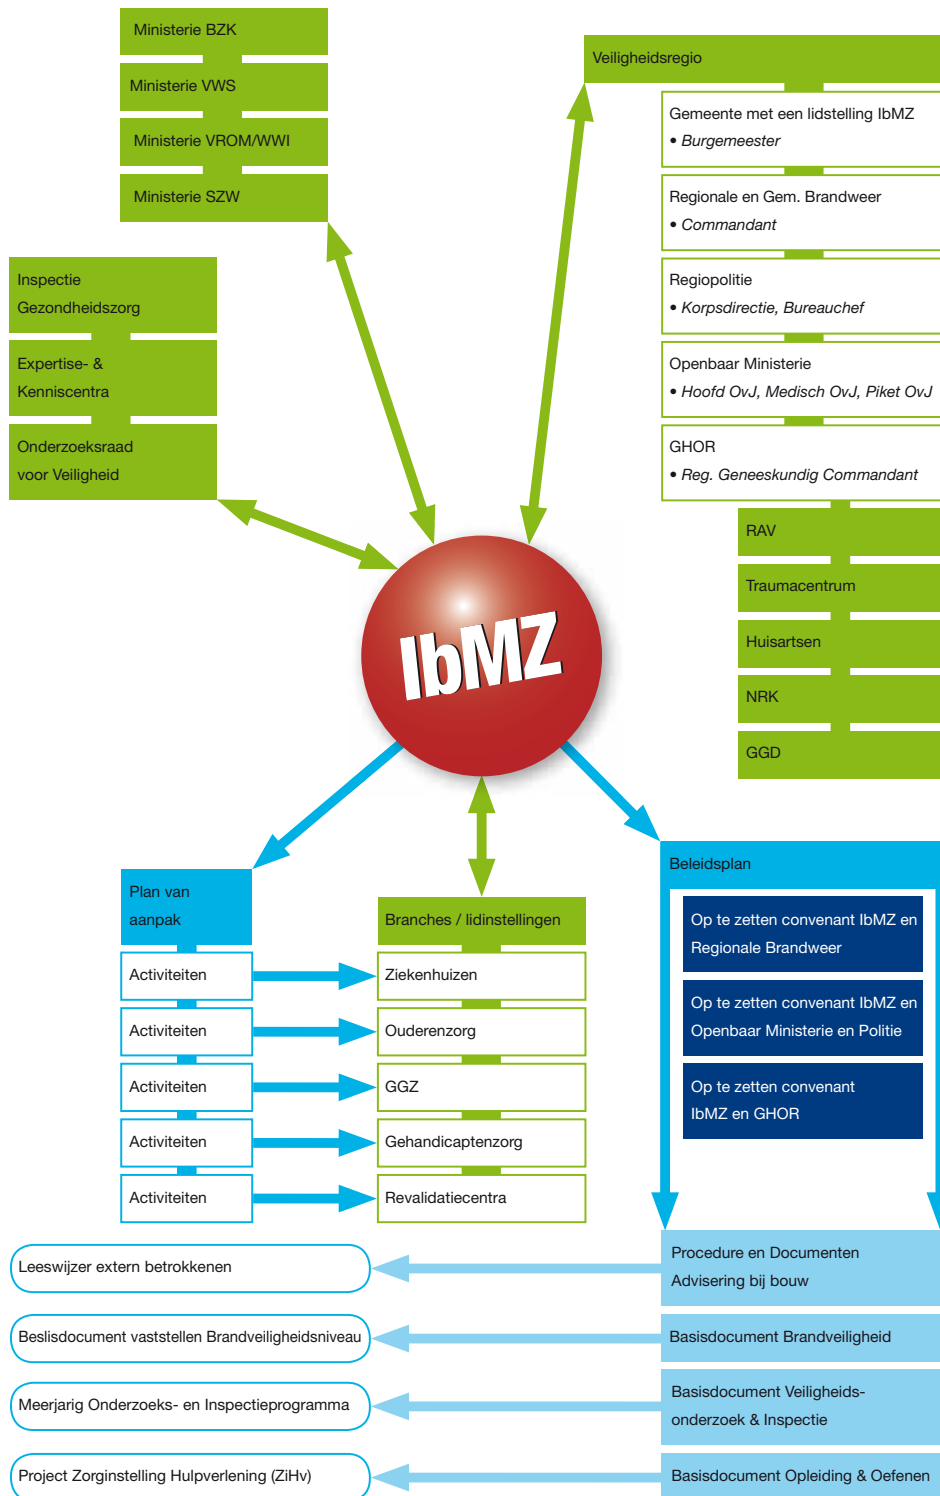 Ministerie BZK
Ministerie VWS
Ministerie VROM/WWI
Ministerie SZW
Inspectie
Gezondheidszorg
Expertise- &
Kenniscentra
Onderzoeksraad
voor Veiligheid
Veiligheidsregio
Gemeente met een lidstelling IbMZ
• Burgemeester
Regionale en Gem. Brandweer
• Commandant
Regiopolitie
• Korpsdirectie, Bureauchef
Openbaar Ministerie
• Hoofd OvJ, Medisch OvJ, Piket OvJ
GHOR
• Reg. Geneeskundig Commandant
RAV
Traumacentrum
Huisartsen
NRK
GGD
IbMZ
Plan van
aanpak
Activiteiten
Activiteiten
Activiteiten
Activiteiten
Activiteiten
Branches / lidinstellingen
Ziekenhuizen
Ouderenzorg
GGZ
Gehandicaptenzorg
Revalidatiecentra
Beleidsplan
Op te zetten convenant IbMZ en
Regionale Brandweer
Op te zetten convenant IbMZ en
Openbaar Ministerie en Politie
Op te zetten convenant
IbMZ en GHOR
Procedure en Documenten
Advisering bij bouw
Leeswijzer extern betrokkenen
Basisdocument Brandveiligheid
Beslisdocument vaststellen Brandveiligheidsniveau
Basisdocument Veiligheids-
onderzoek & Inspectie
Meerjarig Onderzoeks- en Inspectieprogramma
Basisdocument Opleiding & Oefenen
Project Zorginstelling Hulpverlening (ZiHv)